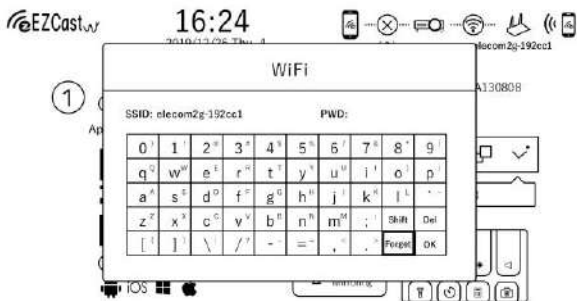 EZCast
16:24
2019/12/26 Thu
elecom2g-192cc1
A130808
WiFi
1
SSID: elecom2g-192cc1 PWD:
0 1 2 3 4 5 6 7 8 9
q w e r t y u i o p
a s d f g h j k l
z x c v b n m ; Shift Del
[ ] \ / - = , . Forget OK
iOS